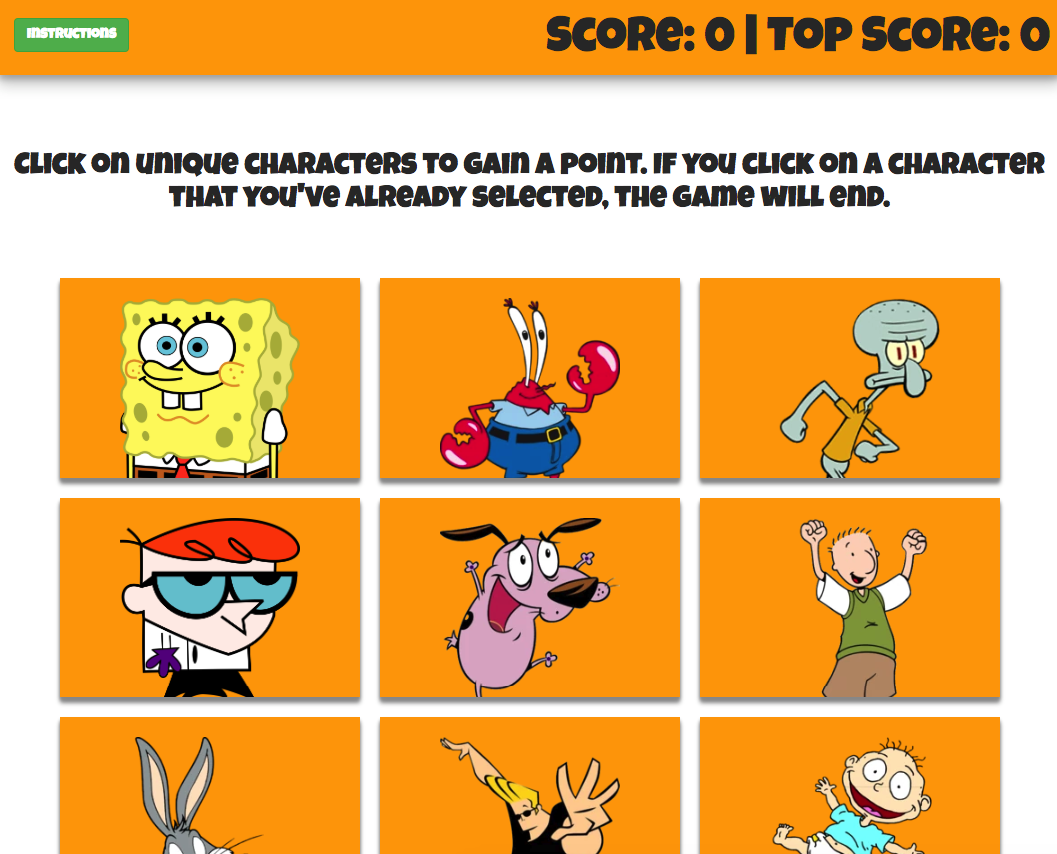 Instructions
Score: 0 | Top Score: 0
Click on unique characters to gain a point. If you click on a character
that you've already selected, the game will end.